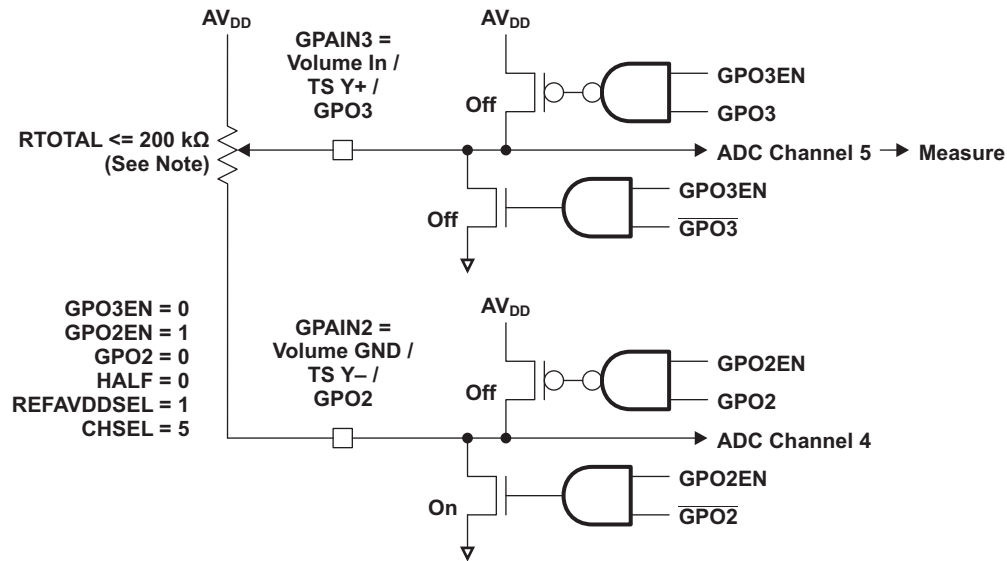 AVDD
GPAIN3 =
Volume In /
TS Y+ /
GPO3
AVDD
GPO3EN
GPO3
Off
RTOTAL <= 200 kΩ
(See Note)
ADC Channel 5
Measure
GPO3EN
GPO3
Off
GPO3EN = 0
GPO2EN = 1
GPO2 = 0
HALF = 0
REFAVDDSEL = 1
CHSEL = 5
GPAIN2 =
Volume GND /
TS Y– /
GPO2
AVDD
GPO2EN
GPO2
Off
ADC Channel 4
GPO2EN
GPO2
On